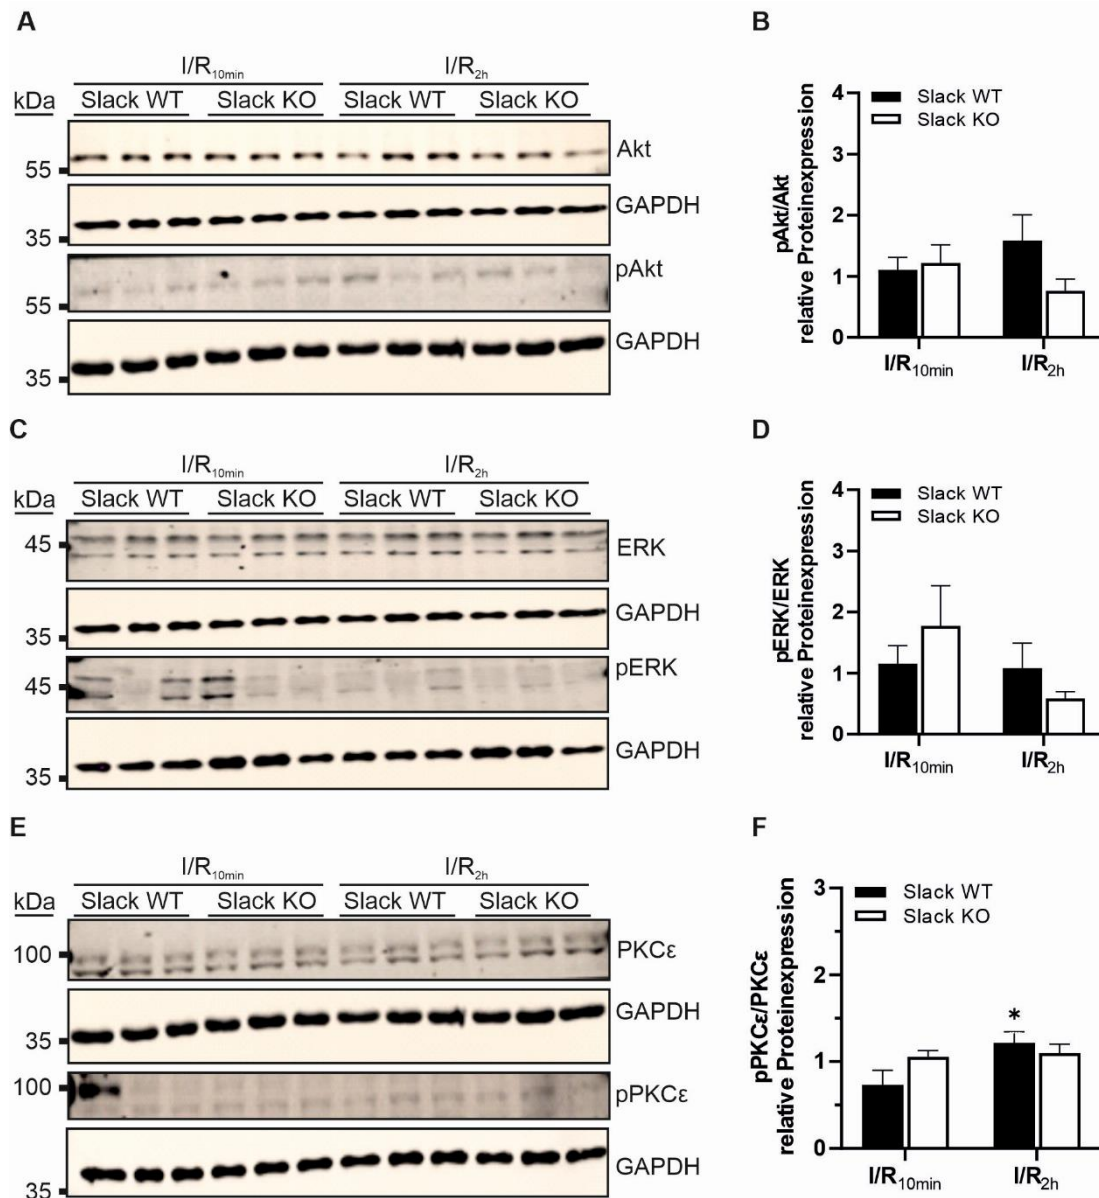 A
I/R10min I/R2h
kDa Slack WT Slack KO Slack WT Slack KO
Akt
55
GAPDH
35
pAkt
55
GAPDH
35
B
pAkt/Akt
relative Proteinexpression
4
3
2
1
0
Slack WT
Slack KO
I/R10min I/R2h
C
I/R10min I/R2h
kDa Slack WT Slack KO Slack WT Slack KO
45 ERK
GAPDH
35
pERK
45
GAPDH
35
D
pERK/ERK
relative Proteinexpression
4
3
2
1
0
Slack WT
Slack KO
I/R10min I/R2h
E
I/R10min I/R2h
kDa Slack WT Slack KO Slack WT Slack KO
100 PKCε
GAPDH
35
100 pPKCε
GAPDH
35
F
pPKCε/PKCε
relative Proteinexpression
3
2
1
0
Slack WT
Slack KO
*
I/R10min I/R2h